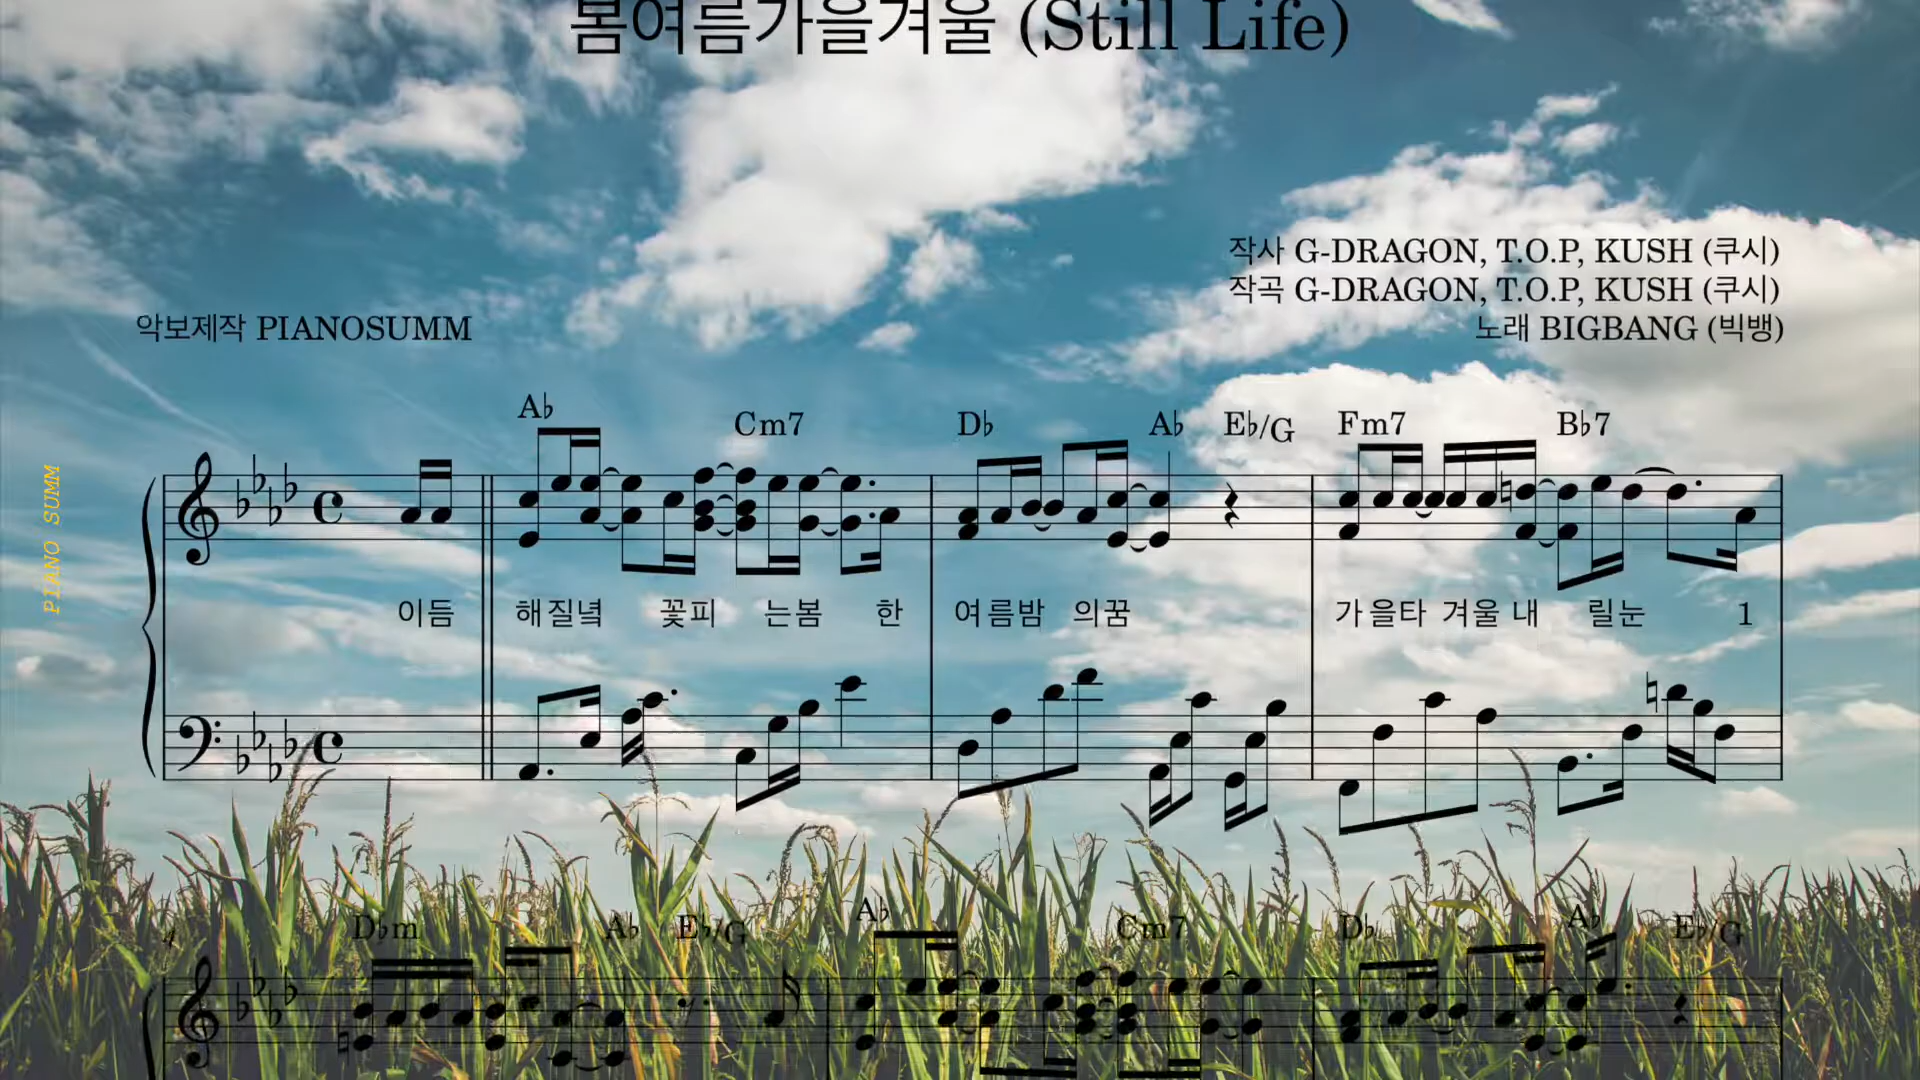 봄여름가을겨울 (Still Life)
작사 G-DRAGON, T.O.P, KUSH (쿠시)
작곡 G-DRAGON, T.O.P, KUSH (쿠시)
악보제작 PIANOSUMM
노래 BIGBANG (빅뱅)
A♭ Cm7 D♭ A♭ E♭/G Fm7 B♭7
PIANO SUMM
이듬 해질녘 꽃피 는봄 한 여름밤 의꿈 가을타 겨울 내 릴눈 1
4
D♭m A♭ E♭/G A♭ Cm7 D♭ A♭ E♭/G